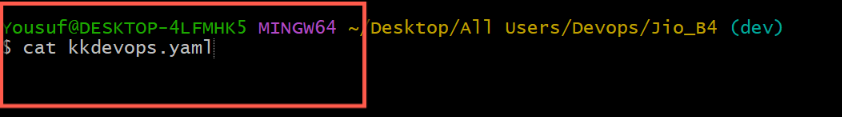 Yousuf@DESKTOP-4LFMHK5 MINGW64 ~/Desktop/All Users/Devops/Jio_B4 (dev)
$ cat kkdevops.yaml